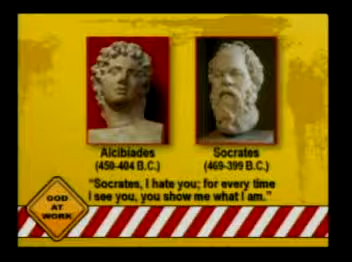 Alcibiades
(450-404 B.C.)
Socrates
(469-399 B.C.)
"Socrates, I hate you; for every time
I see you, you show me what I am."
GOD
AT
WORK